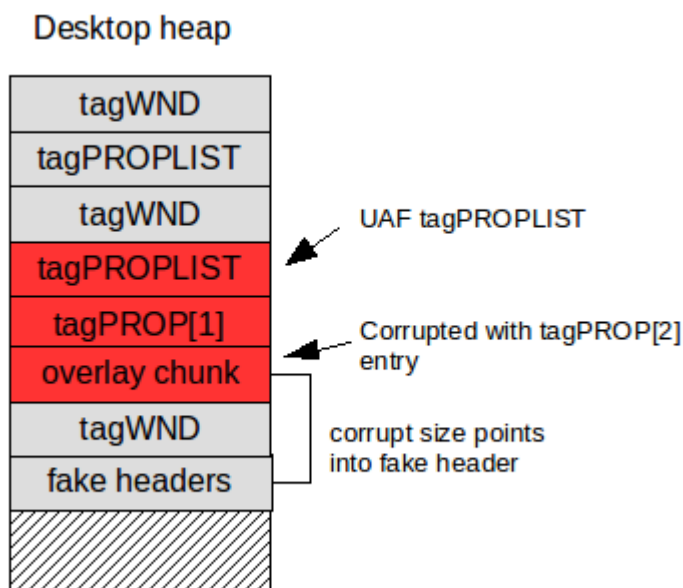 Desktop heap
tagWND
tagPROPLIST
tagWND
UAF tagPROPLIST
tagPROPLIST
tagPROP[1]
Corrupted with tagPROP[2]
entry
overlay chunk
tagWND
corrupt size points
into fake header
fake headers